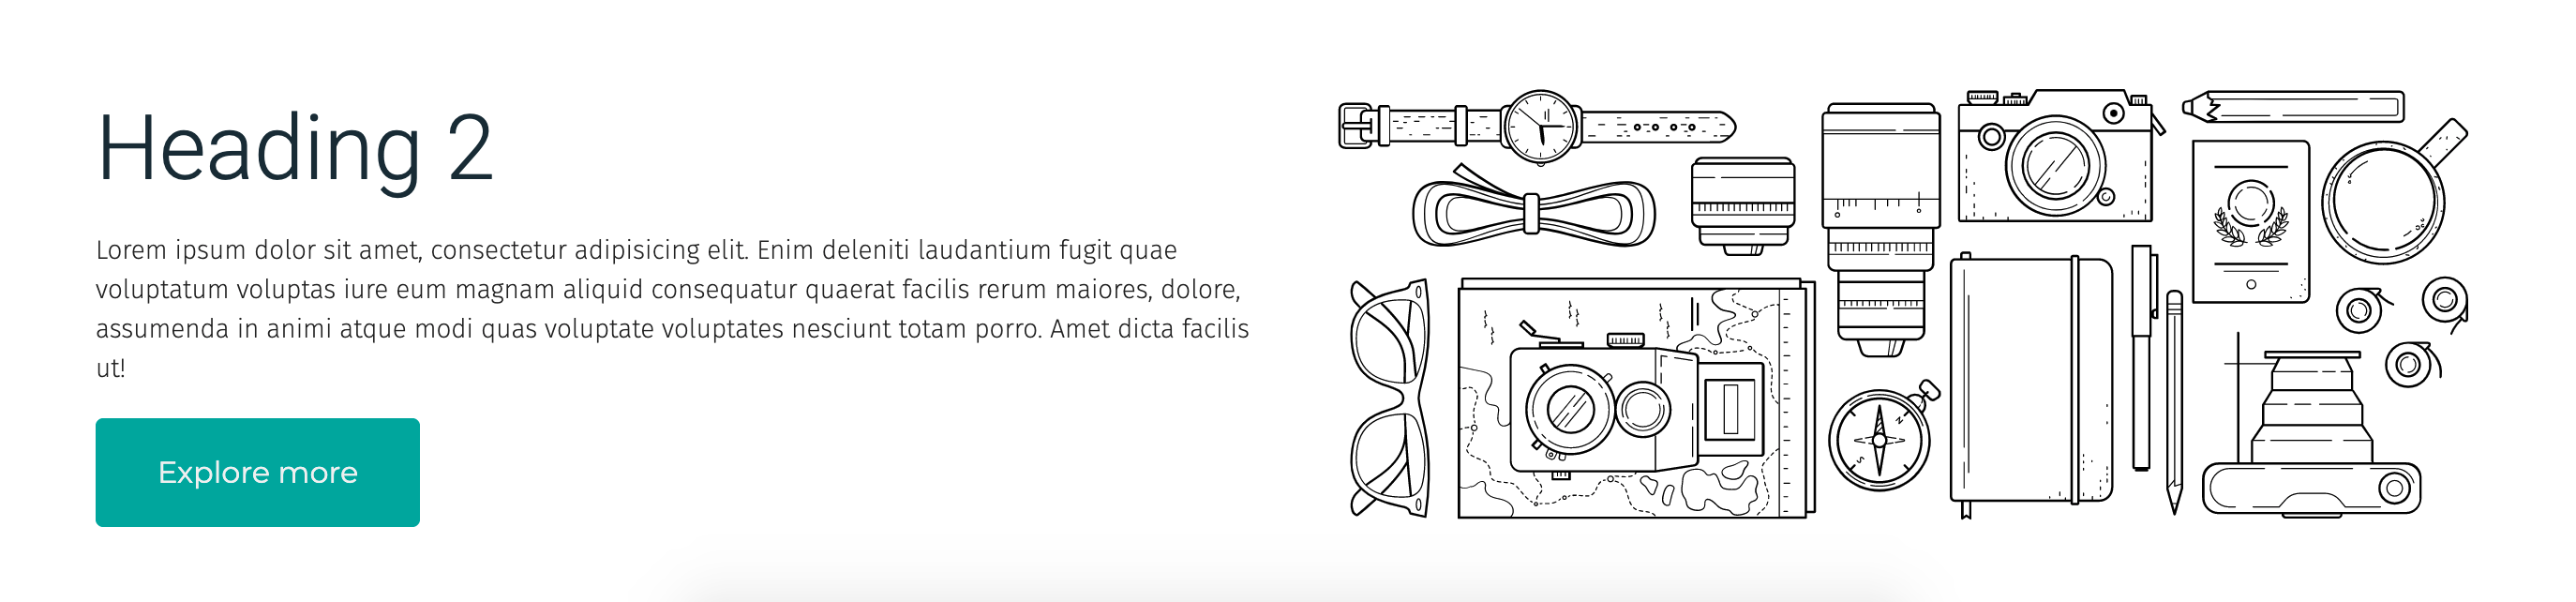 Heading 2
Lorem ipsum dolor sit amet, consectetur adipisicing elit. Enim deleniti laudantium fugit quae
voluptatum voluptas iure eum magnam aliquid consequatur quaerat facilis rerum maiores, dolore,
assumenda in animi atque modi quas voluptate voluptates nesciunt totam porro. Amet dicta facilis
ut!
Explore more
N
S